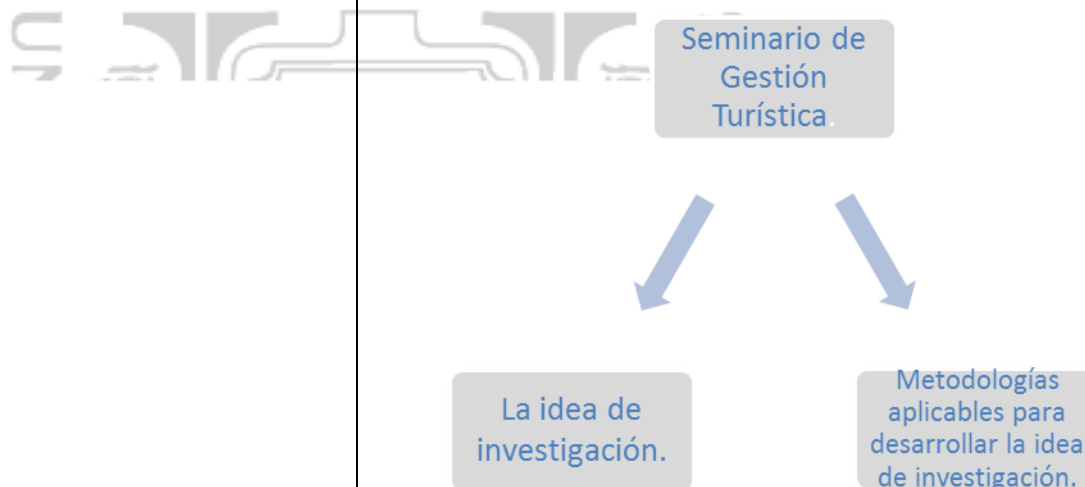 Seminario de
Gestión
Turística.
La idea de
investigación.
Metodologías
aplicables para
desarrollar la idea
de investigación.